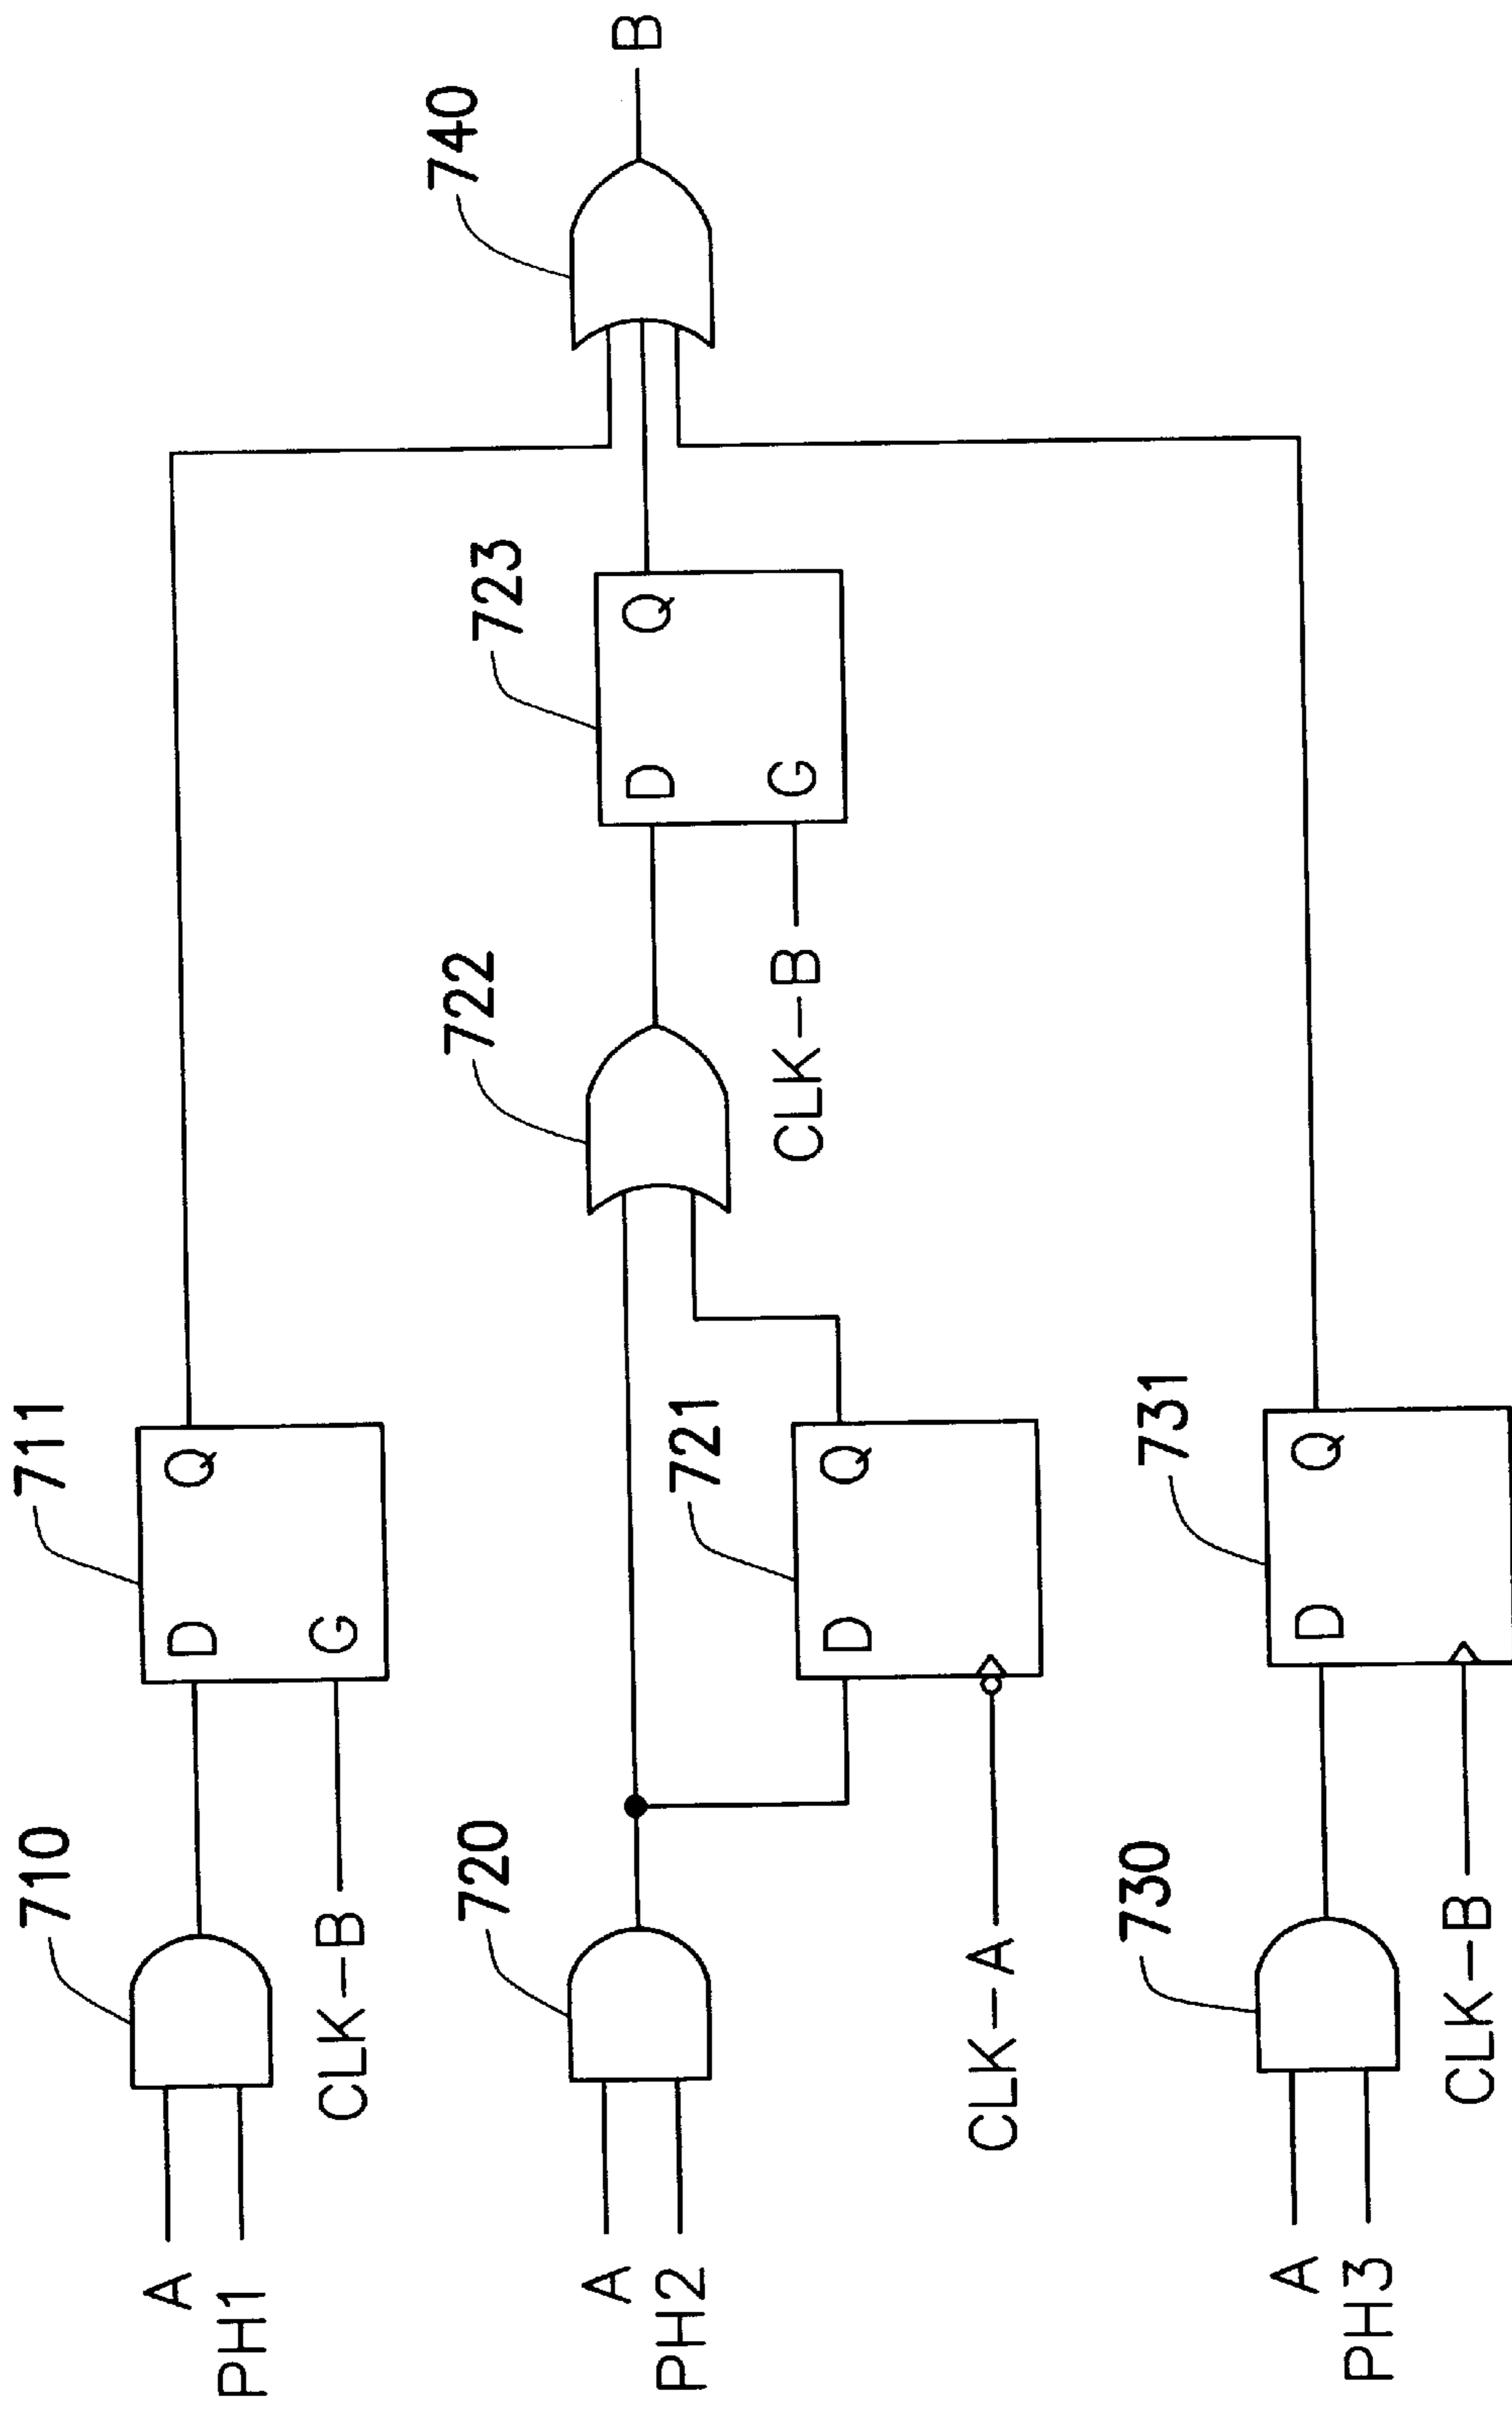 710
711
A
PH1
D
Q
G
CLK-B
740
B
720
722
723
A
PH2
721
D
Q
D
Q
G
CLK-B
CLK-A
730
731
A
PH3
D
Q
CLK-B